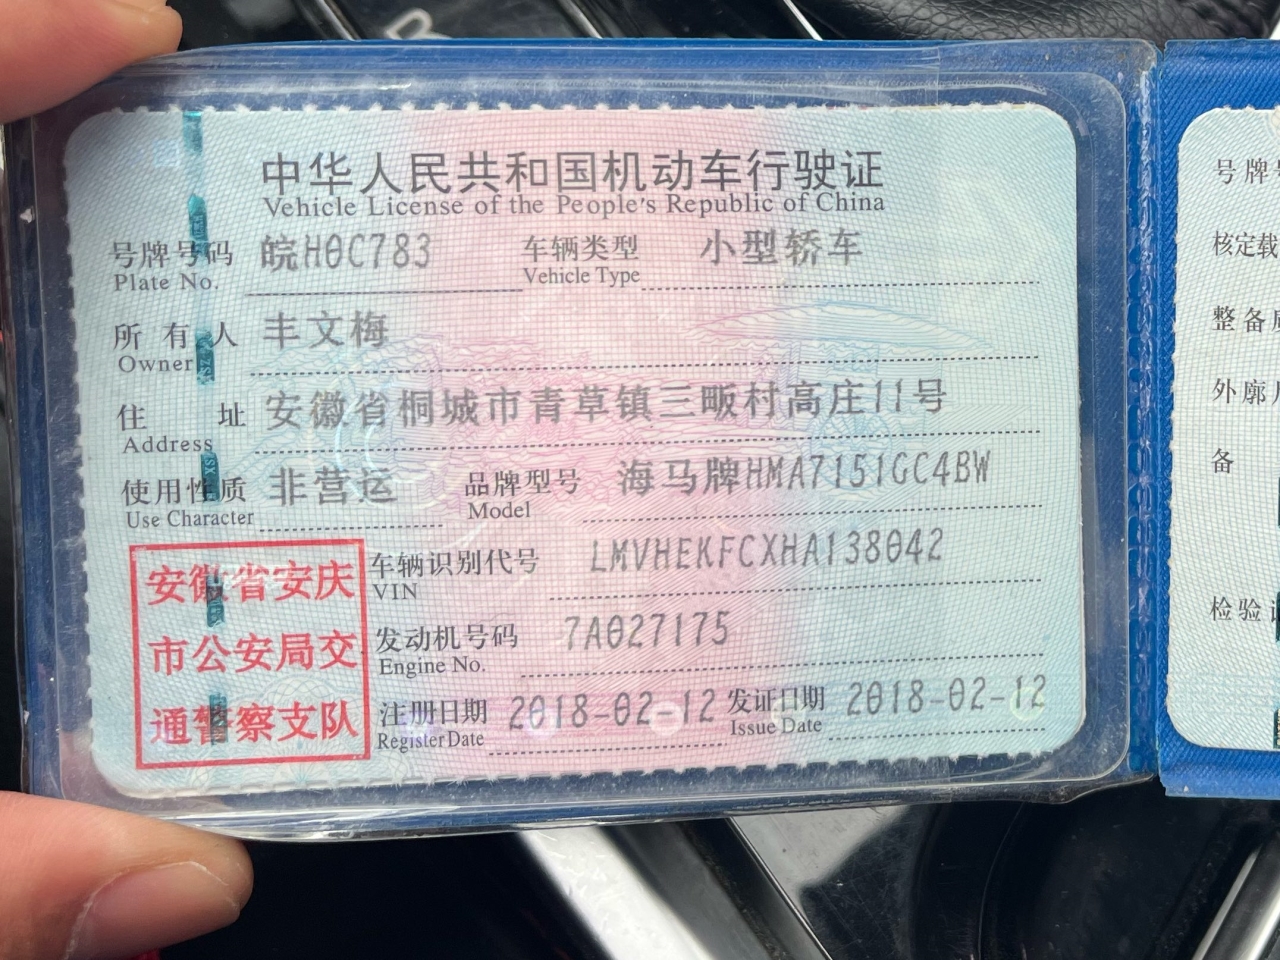 中华人民共和国机动车行驶证
Vehicle License of the People's Republic of China
号牌号码 皖H0C783 车辆类型 小型轿车
Plate No. Vehicle Type
所有人 丰文梅
Owner
住址 安徽省桐城市青草镇三畈村高庄11号
Address
使用性质 非营运 品牌型号 海马牌HMA7151GC4BW
Use Character Model
车辆识别代号 LMVHEKFCXHA138042
VIN
发动机号码 7A027175
Engine No.
注册日期 2018-02-12 发证日期 2018-02-12
Register Date Issue Date
安徽省安庆
市公安局交
通警察支队
号牌
核定载
整备
外廓
备
检验